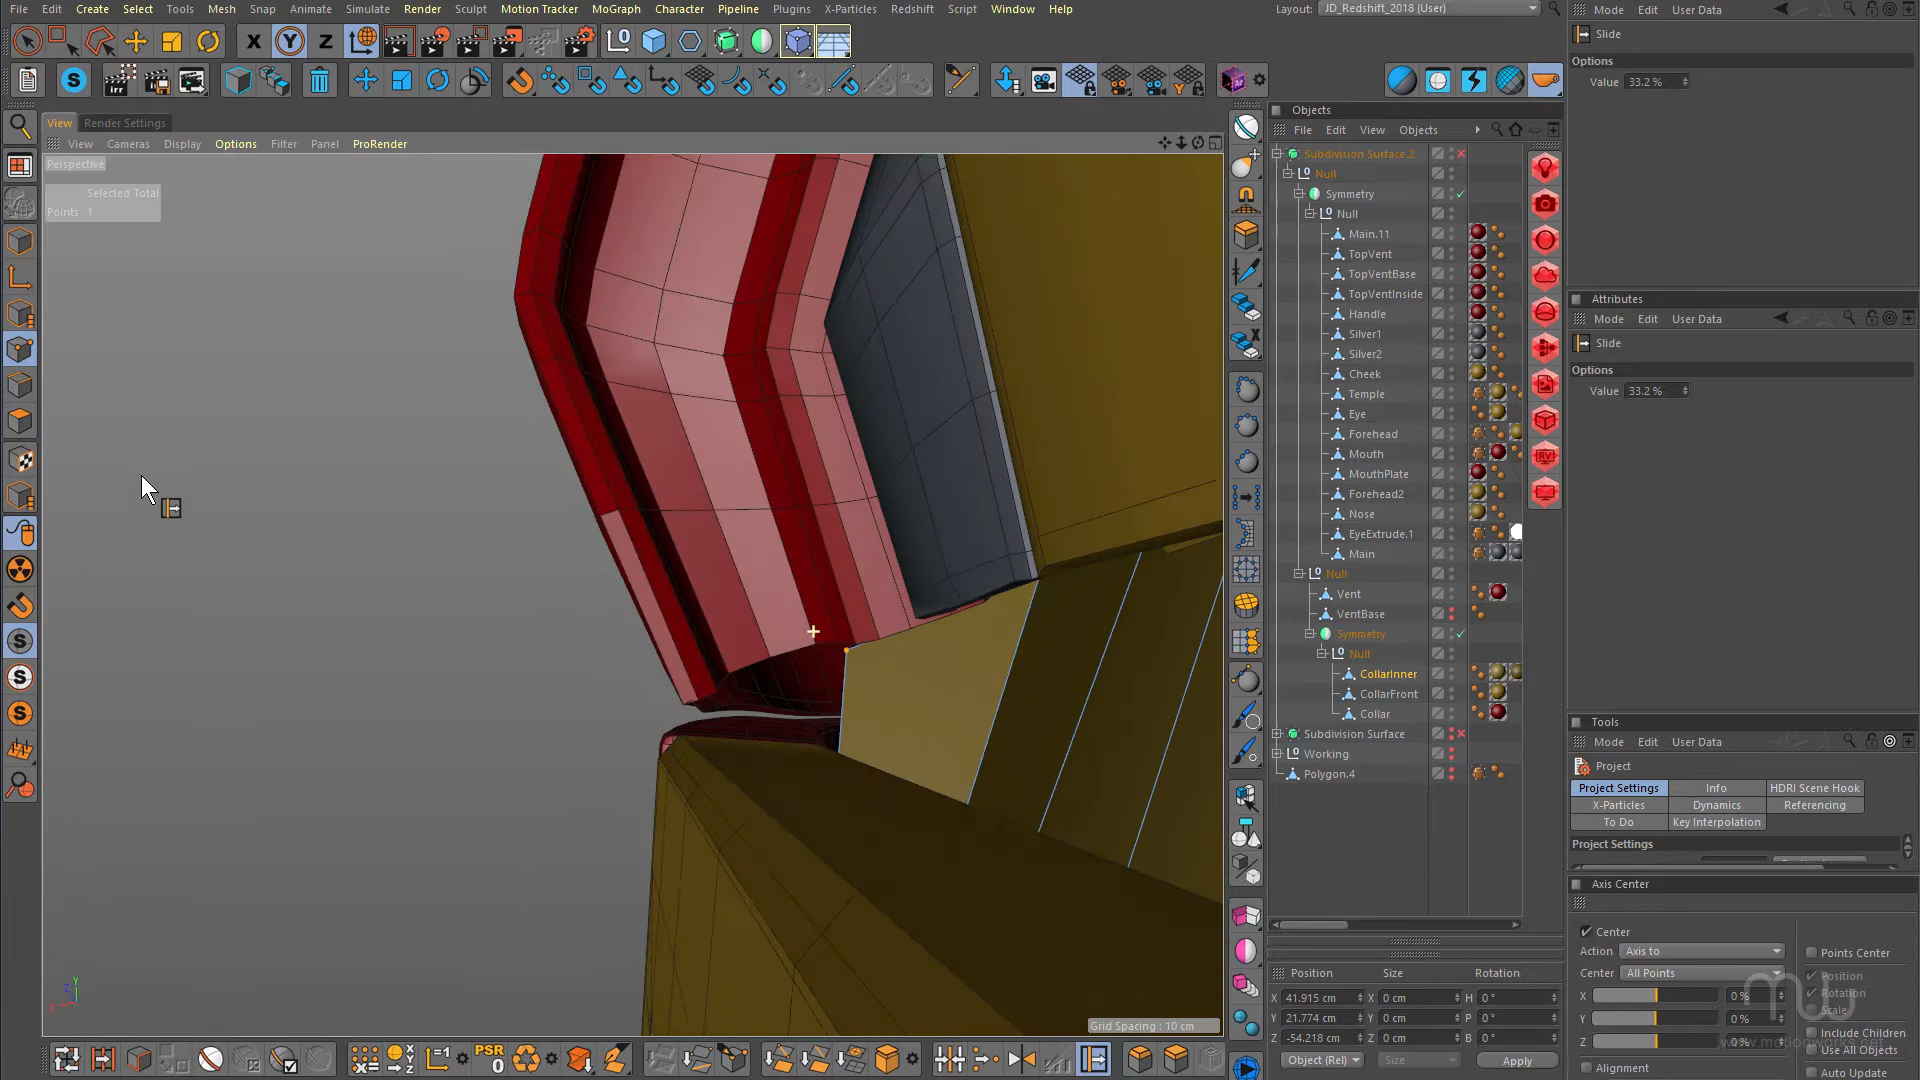 File Edit Create Select Tools Mesh Snap Animate Simulate Render Sculpt Motion Tracker MoGraph Character Pipeline Plugins X-Particles Redshift Script Window Help
Layout: JD_Redshift_2018 (User)
Mode Edit User Data
Slide
Options
Value 33.2 %
X Y Z
View Render Settings
View Cameras Display Options Filter Panel ProRender
Perspective
Selected Total
Points 1
Grid Spacing : 10 cm
PSR
0
Objects
File Edit View Objects
Subdivision Surface.2
Null
Symmetry
Null
Main.11
TopVent
TopVentBase
TopVentInside
Handle
Silver1
Silver2
Cheek
Temple
Eye
Forehead
Mouth
MouthPlate
Forehead2
Nose
EyeExtrude.1
Main
Null
Vent
VentBase
Symmetry
Null
CollarInner
CollarFront
Collar
Subdivision Surface
Working
Polygon.4
RV
Position Size Rotation
X 41.915 cm X 0 cm H 0 °
Y 21.774 cm Y 0 cm P 0 °
Z -54.218 cm Z 0 cm B 0 °
Object (Rel) Size Apply
Attributes
Mode Edit User Data
Slide
Options
Value 33.2 %
Tools
Mode Edit User Data
Project
Project Settings Info HDRI Scene Hook
X-Particles Dynamics Referencing
To Do Key Interpolation
Project Settings
Axis Center
Center
Action Axis to
Center All Points
X 0 %
Y 0 %
Z 0 %
Alignment
Points Center
Position
Rotation
Scale
Include Children
Use All Objects
Auto Update
www.motionworks.net